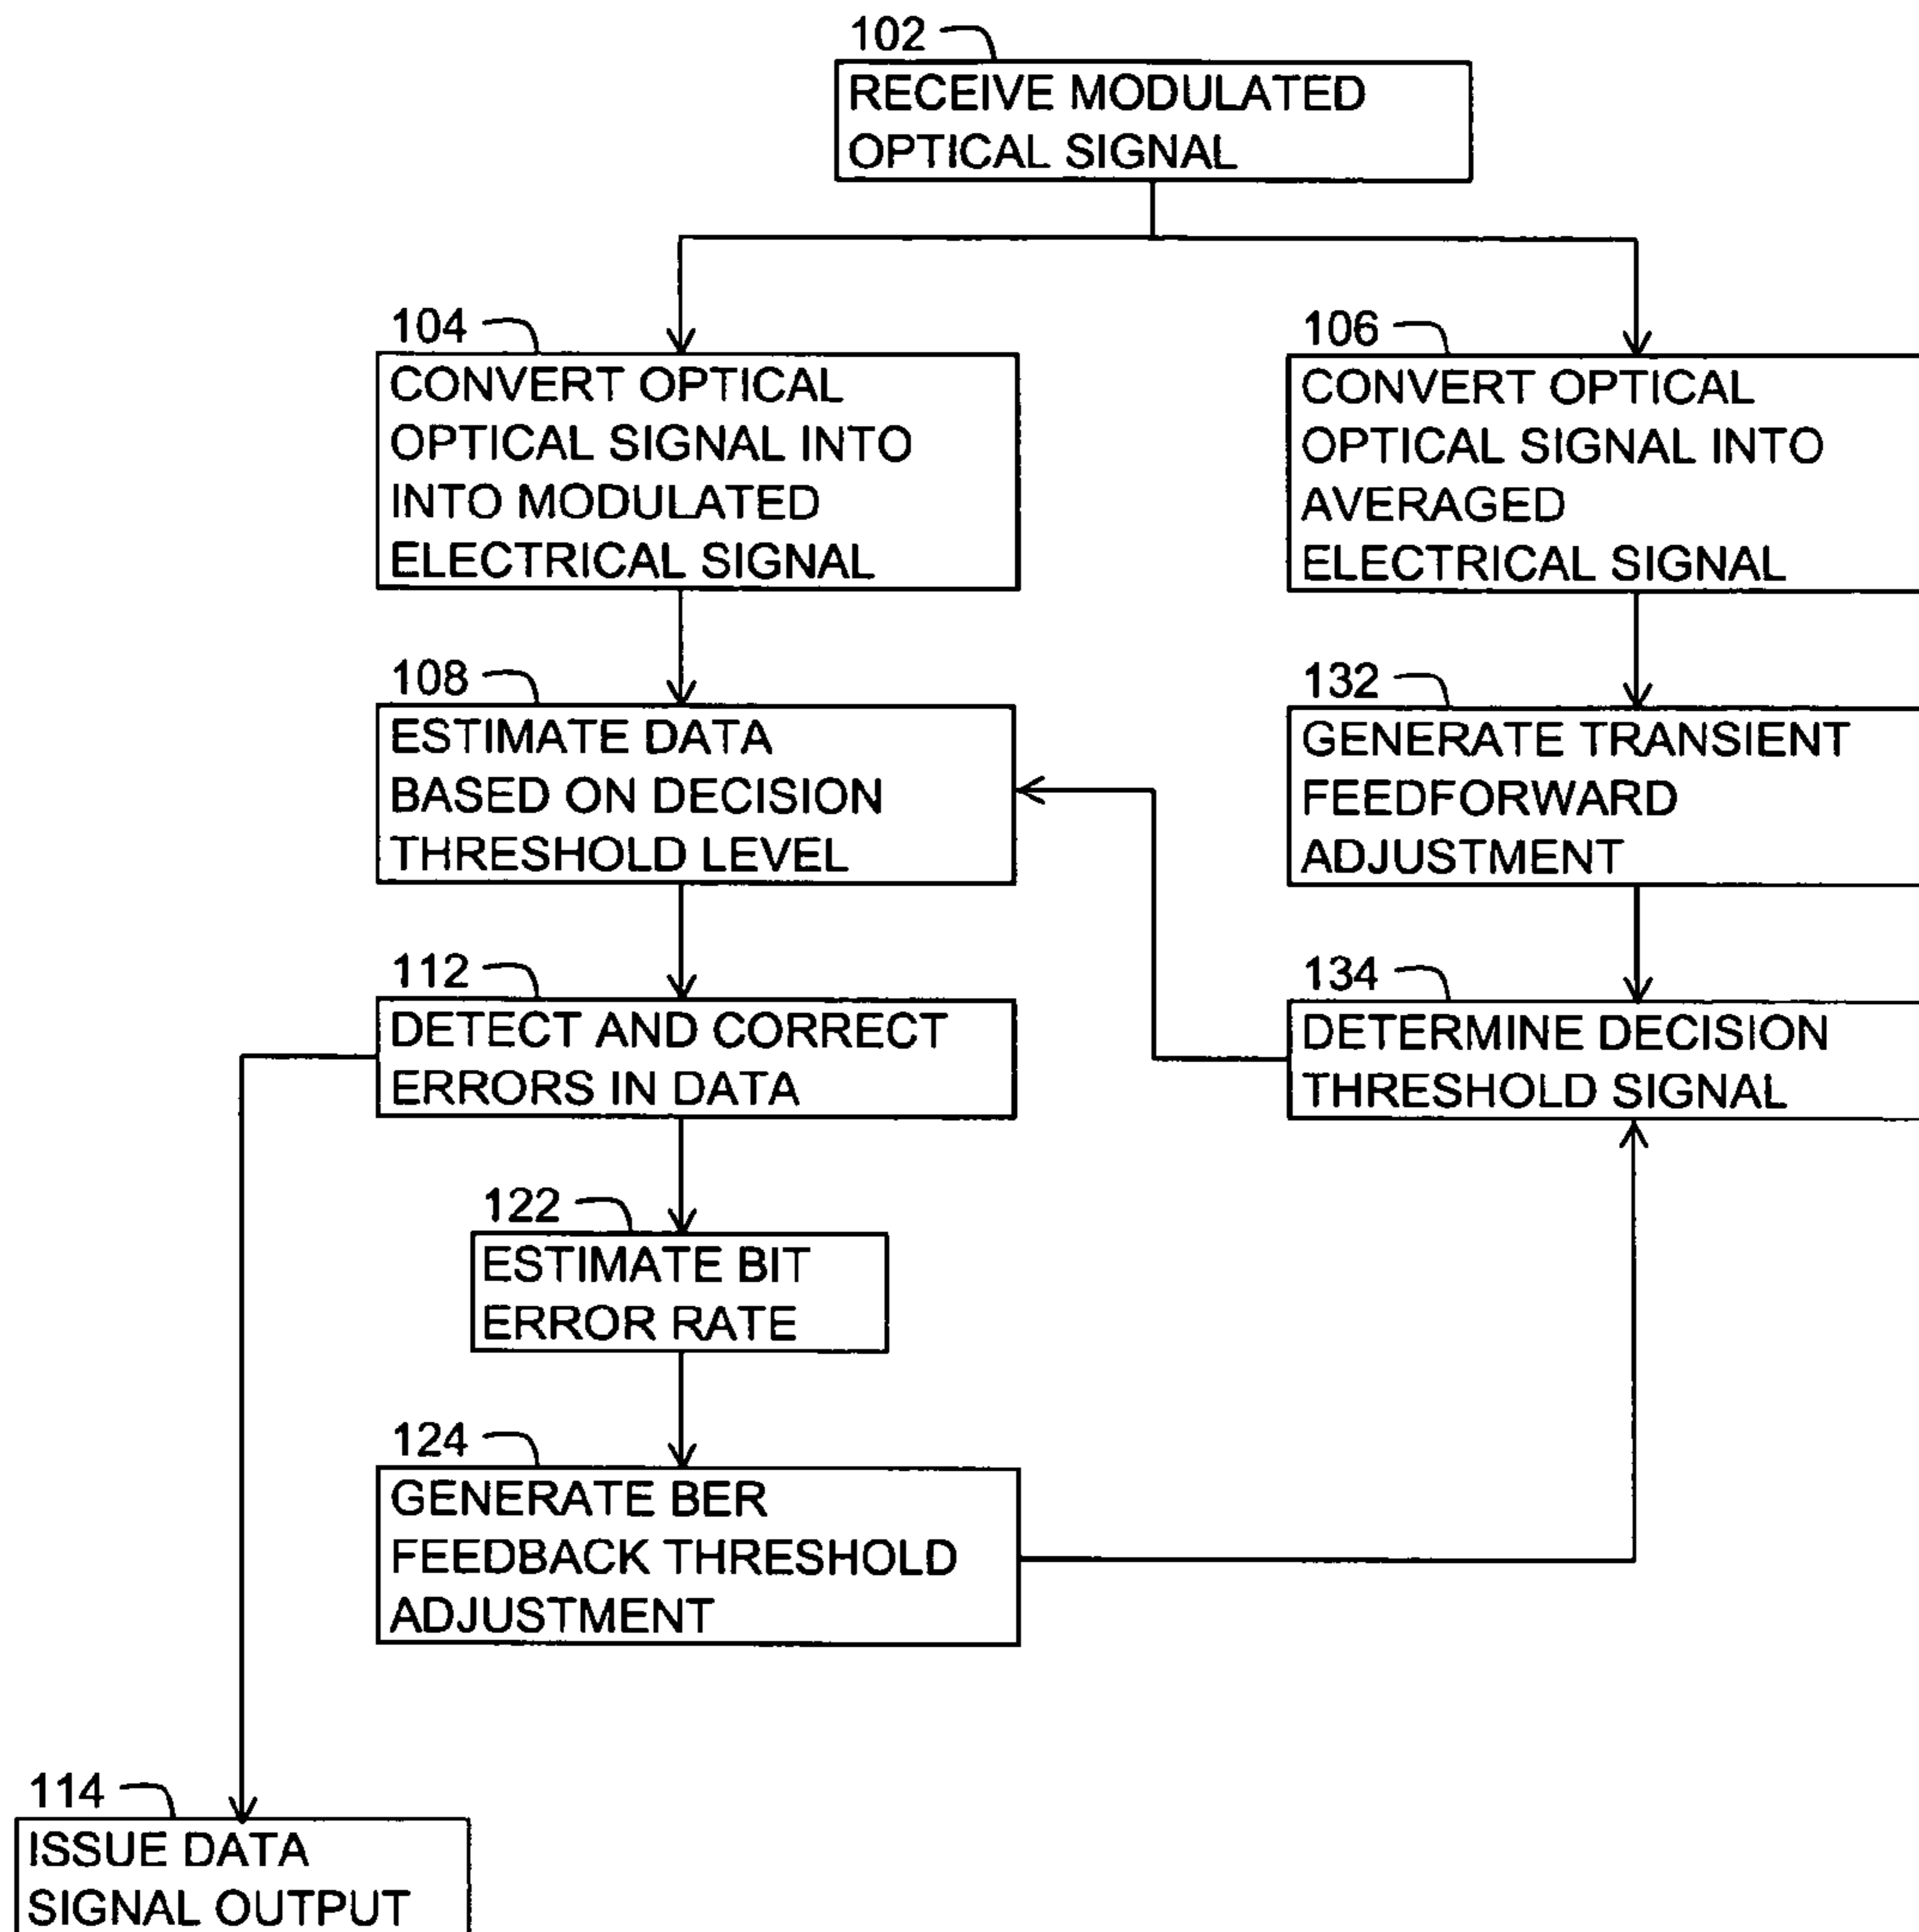 102
RECEIVE MODULATED
OPTICAL SIGNAL
104
CONVERT OPTICAL
OPTICAL SIGNAL INTO
INTO MODULATED
ELECTRICAL SIGNAL
106
CONVERT OPTICAL
OPTICAL SIGNAL INTO
AVERAGED
ELECTRICAL SIGNAL
108
ESTIMATE DATA
BASED ON DECISION
THRESHOLD LEVEL
132
GENERATE TRANSIENT
FEEDFORWARD
ADJUSTMENT
112
DETECT AND CORRECT
ERRORS IN DATA
134
DETERMINE DECISION
THRESHOLD SIGNAL
122
ESTIMATE BIT
ERROR RATE
124
GENERATE BER
FEEDBACK THRESHOLD
ADJUSTMENT
114
ISSUE DATA
SIGNAL OUTPUT